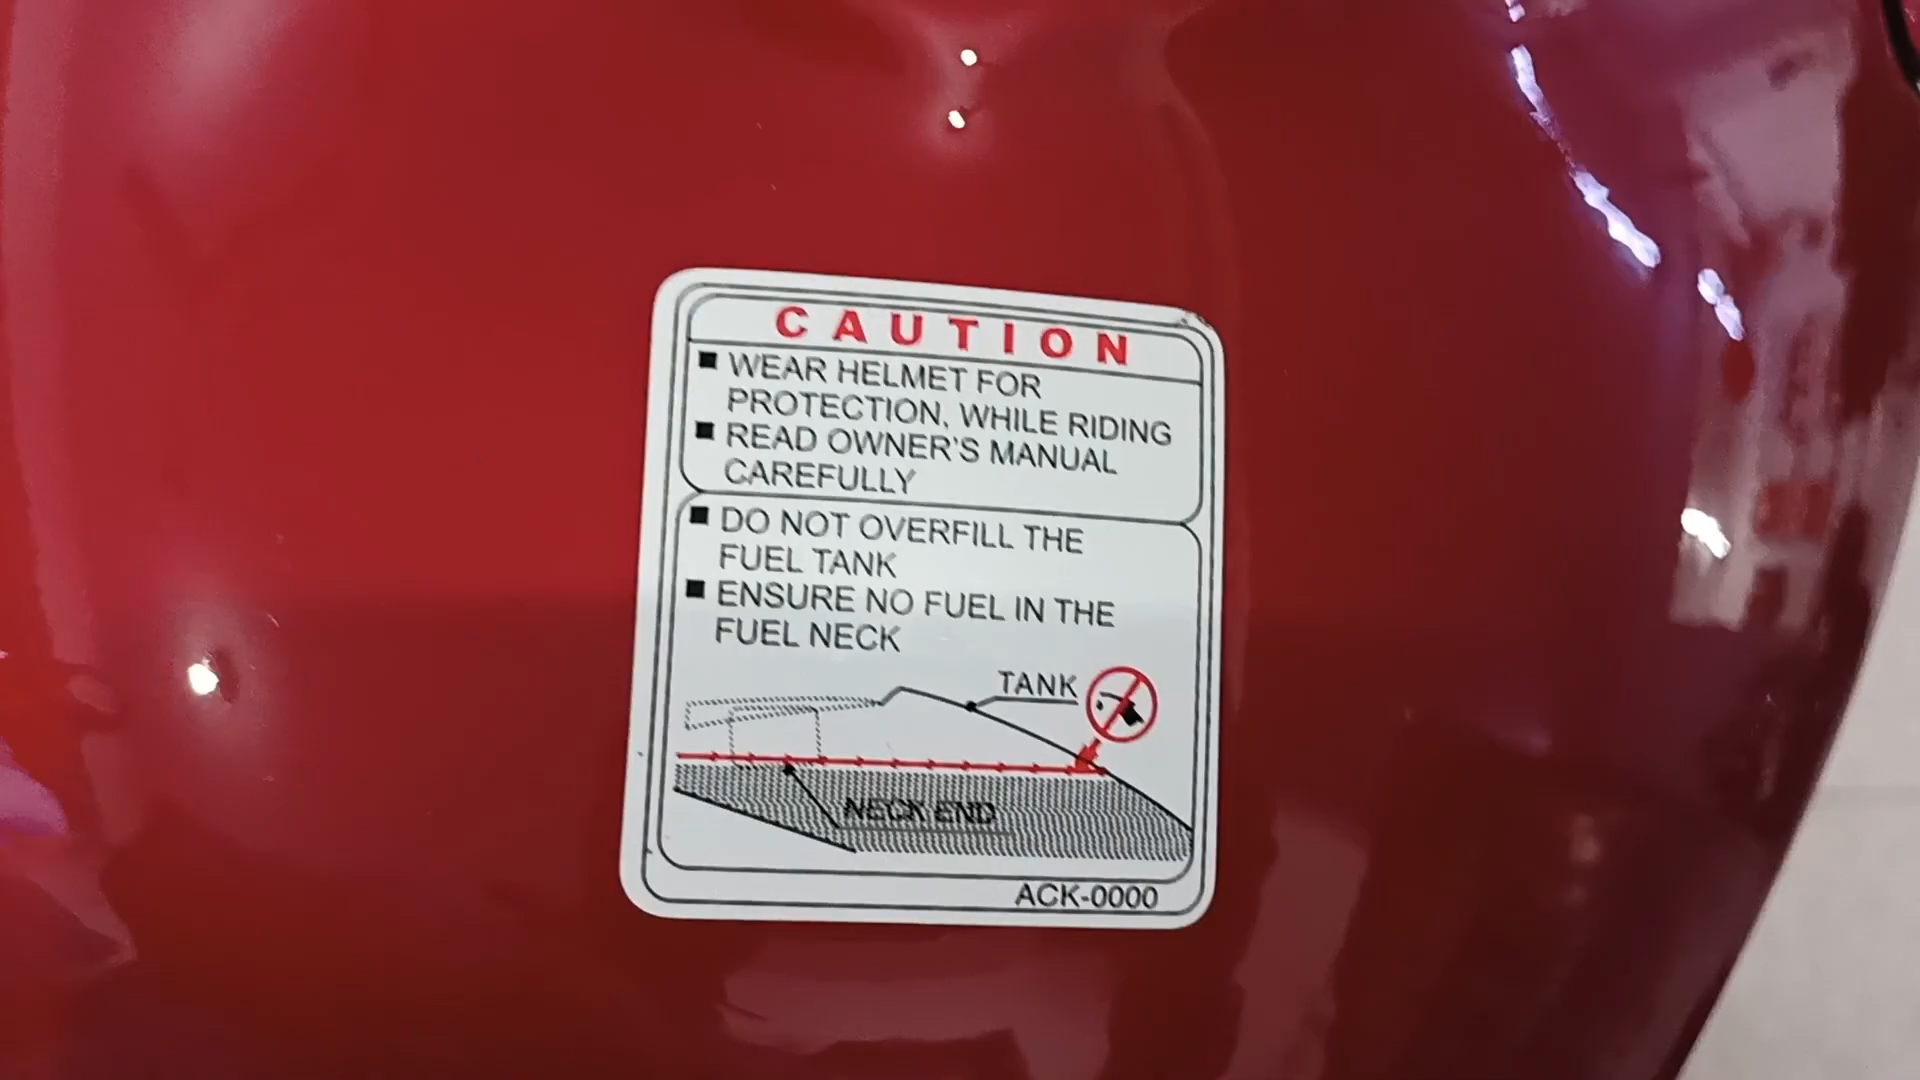 CAUTION
■ WEAR HELMET FOR
PROTECTION, WHILE RIDING
■ READ OWNER'S MANUAL
CAREFULLY
■ DO NOT OVERFILL THE
FUEL TANK
■ ENSURE NO FUEL IN THE
FUEL NECK
TANK
NECK END
ACK-0000